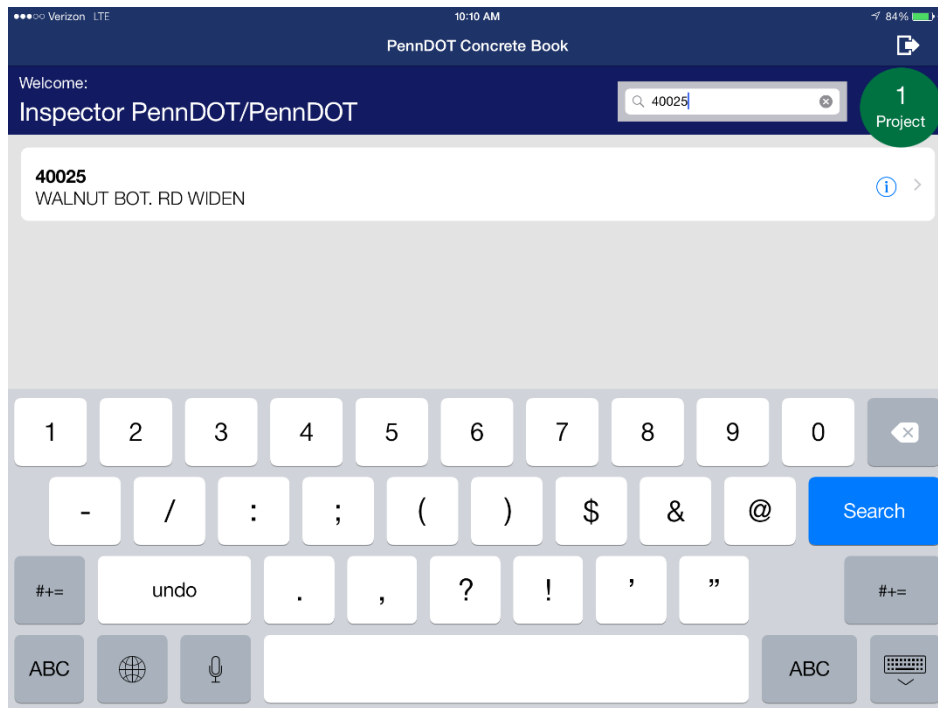 Verizon LTE 10:10 AM 84%
PennDOT Concrete Book
Welcome:
Inspector PennDOT/PennDOT
40025
1
Project
40025
WALNUT BOT. RD WIDEN
1 2 3 4 5 6 7 8 9 0
- / : ; ( ) $ & @ Search
#+= undo . , ? ! ' " #+=
ABC ABC